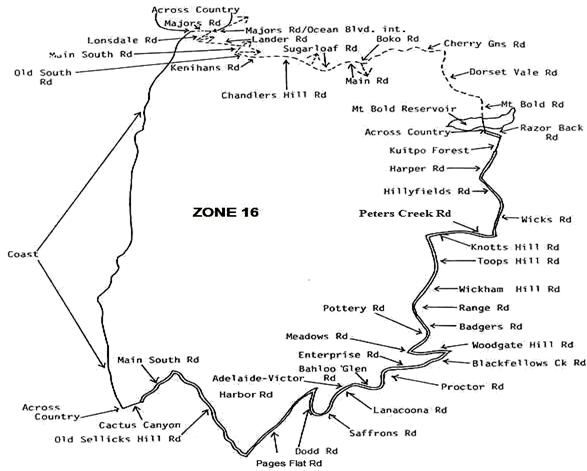 Across Country
Majors Rd
Majors Rd/Ocean Blvd. int.
Lonsdale Rd
Lander Rd
Boko Rd
Main South Rd
Sugarloaf Rd
Cherry Gns Rd
Old South Rd
Kenihans Rd
Main Rd
Dorset Vale Rd
Chandlers Hill Rd
Mt Bold Reservoir
Mt Bold Rd
Across Country
Razor Back Rd
Kuitpo Forest
Harper Rd
Hillyfields Rd
ZONE 16
Peters Creek Rd
Wicks Rd
Coast
Knotts Hill Rd
Toops Hill Rd
Wickham Hill Rd
Pottery Rd
Range Rd
Badgers Rd
Meadows Rd
Woodgate Hill Rd
Main South Rd
Enterprise Rd
Blackfellows Ck Rd
Bahloo Glen Rd
Adelaide-Victor Harbor Rd
Proctor Rd
Across Country
Lanacoona Rd
Cactus Canyon
Saffrons Rd
Old Sellicks Hill Rd
Dodd Rd
Pages Flat Rd